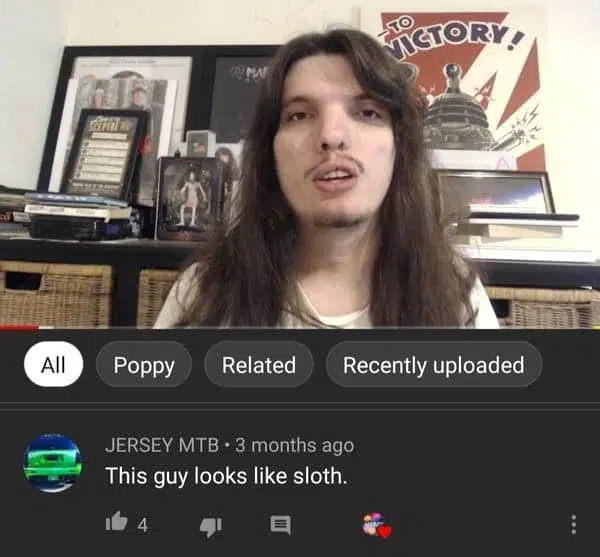 TO
VICTORY!
SCEPTRE
All
Poppy
Related
Recently uploaded
JERSEY MTB • 3 months ago
This guy looks like sloth.
4